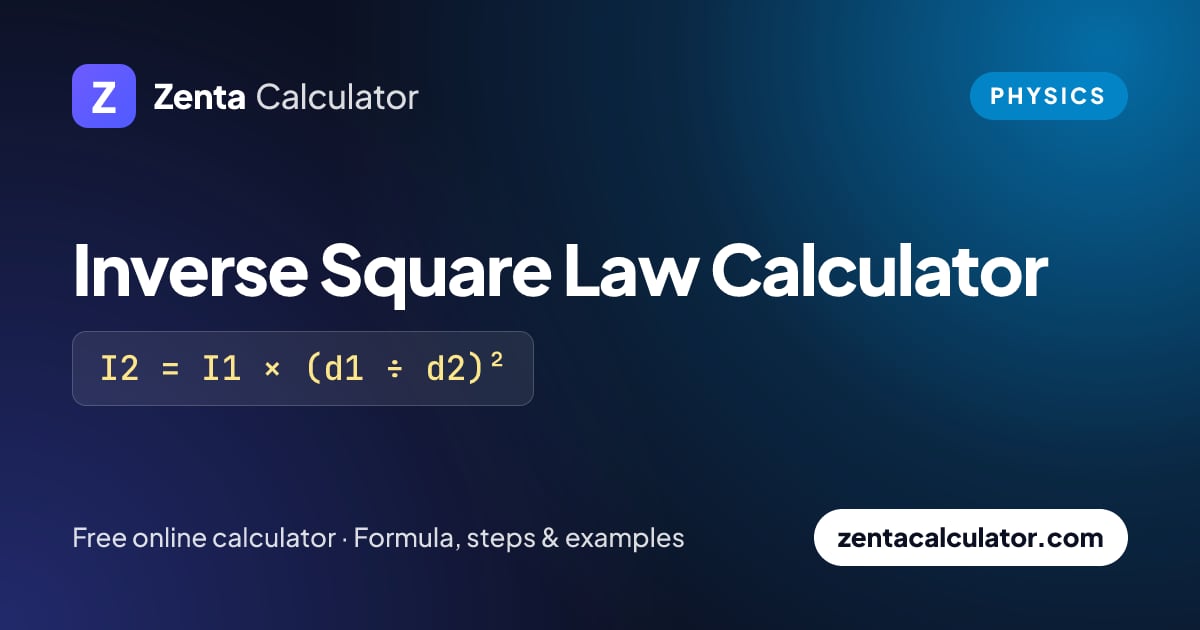 Z Zenta Calculator
PHYSICS
Inverse Square Law Calculator
I2 = I1 × (d1 ÷ d2)²
Free online calculator · Formula, steps & examples
zentacalculator.com